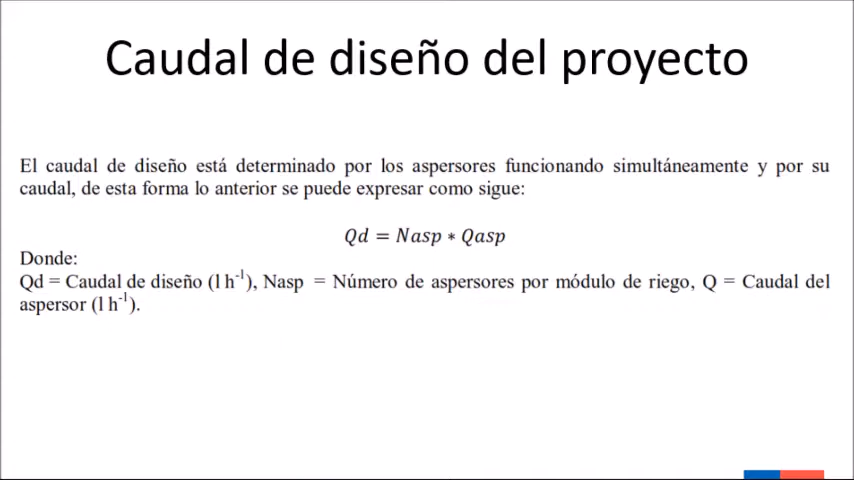 Caudal de diseño del proyecto
El caudal de diseño está determinado por los aspersores funcionando simultáneamente y por su
caudal, de esta forma lo anterior se puede expresar como sigue:
Qd = Nasp ∗ Qasp
Donde:
Qd = Caudal de diseño (l h⁻¹), Nasp = Número de aspersores por módulo de riego, Q = Caudal del
aspersor (l h⁻¹).